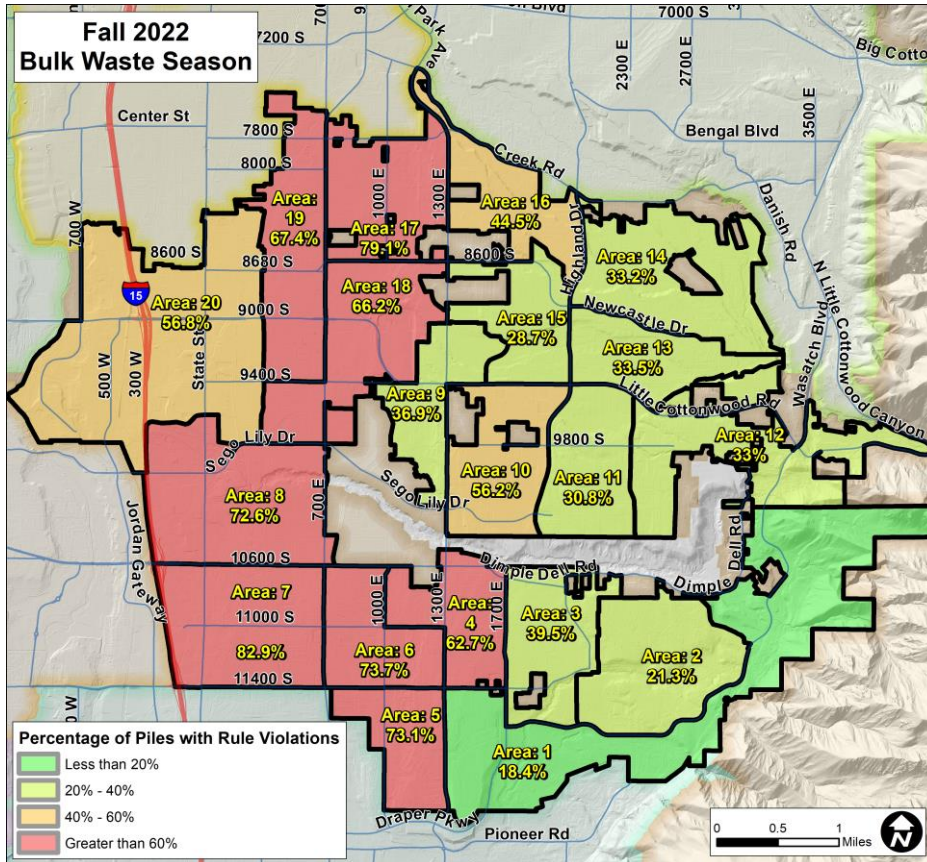 Fall 2022
Bulk Waste Season
7000 S
7200 S
Park Ave
1300 E
2300 E
2700 E
3500 E
Center St
7800 S
8000 S
Bengal Blvd
Creek Rd
Danish Rd
N Little Cottonwood Canyon
Wasatch Blvd
1000 E
1300 E
Highland Dr
Area:
19
67.4%
Area: 17
79.1%
Area: 16
44.5%
700 W
8600 S
8680 S
8600 S
Area: 14
33.2%
Area: 18
66.2%
15
Area: 20
56.8%
9000 S
Newcastle Dr
Area: 15
28.7%
Area: 13
33.5%
500 W
300 W
State St
9400 S
Area: 9
36.9%
Little Cottonwood Rd
Sego Lily Dr
9800 S
Area: 12
33%
Area: 10
56.2%
Area: 11
30.8%
Area: 8
72.6%
700 E
Sego Lily Dr
Jordan Gateway
10600 S
Dimple Dell Rd
Dimple Dell Rd
Area: 7
82.9%
1000 E
1300 E
1700 E
Area:
4
62.7%
Area: 3
39.5%
11000 S
Area: 6
73.7%
Area: 2
21.3%
11400 S
Area: 5
73.1%
Area: 1
18.4%
Draper Pkwy
Pioneer Rd
Percentage of Piles with Rule Violations
Less than 20%
20% - 40%
40% - 60%
Greater than 60%
0 0.5 1
Miles
N